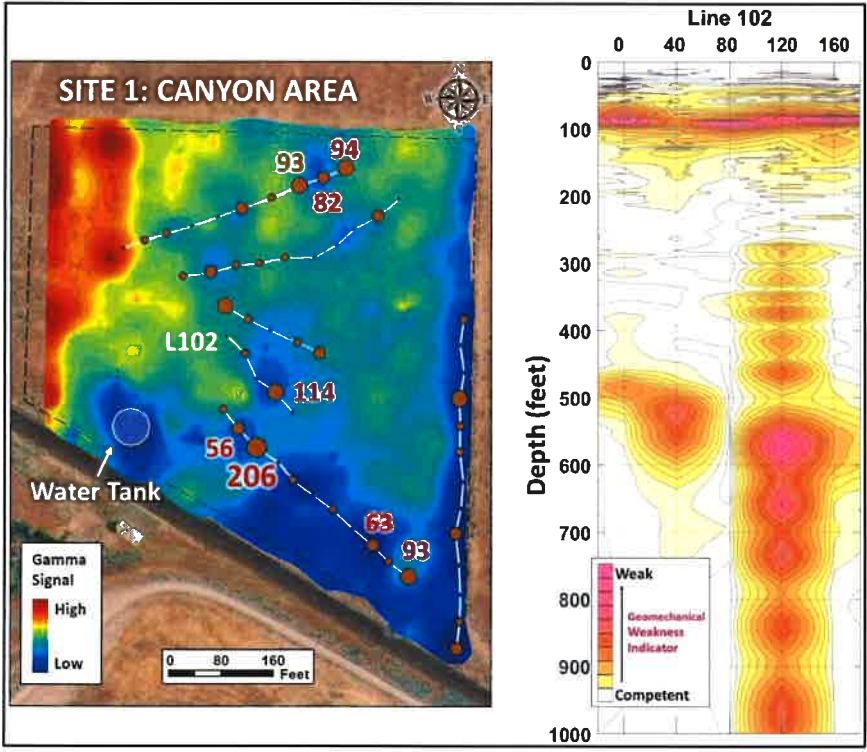 SITE 1: CANYON AREA
W
E
94
93
82
L102
114
56
206
Water Tank
63
93
Gamma
Signal
High
Low
0 80 160
Feet
Line 102
0 40 80 120 160
Depth (feet)
0
100
200
300
400
500
600
700
800
900
1000
Weak
Geomechanical
Weakness
Indicator
Competent